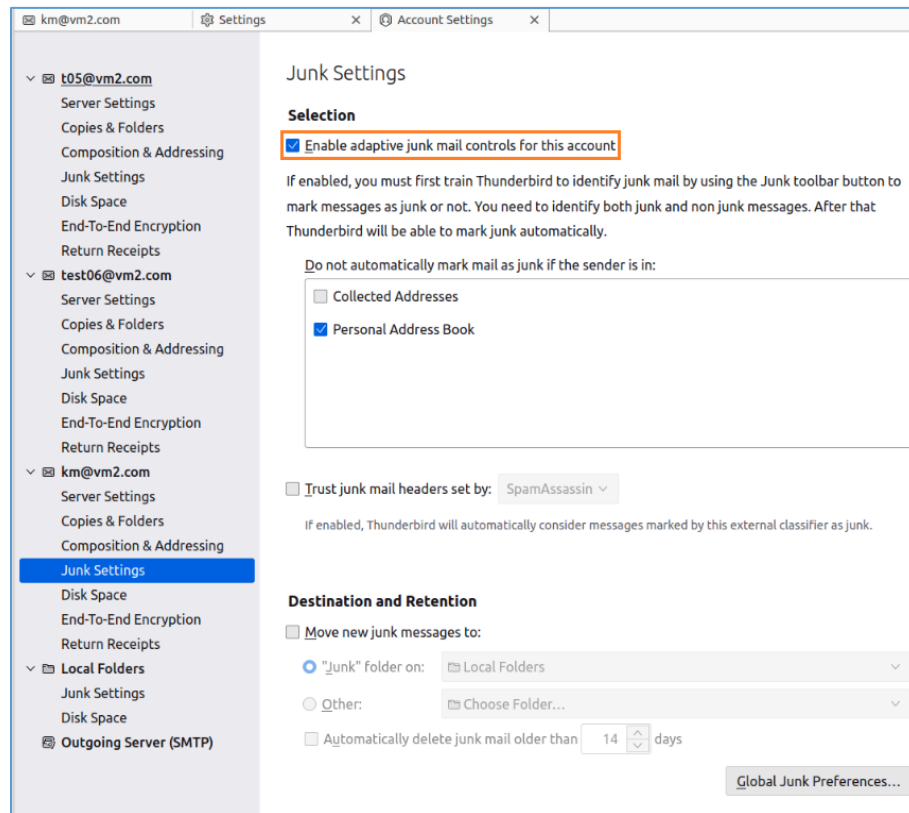 km@vm2.com
Settings
Account Settings
t05@vm2.com
Server Settings
Copies & Folders
Composition & Addressing
Junk Settings
Disk Space
End-To-End Encryption
Return Receipts
test06@vm2.com
Server Settings
Copies & Folders
Composition & Addressing
Junk Settings
Disk Space
End-To-End Encryption
Return Receipts
km@vm2.com
Server Settings
Copies & Folders
Composition & Addressing
Junk Settings
Disk Space
End-To-End Encryption
Return Receipts
Local Folders
Junk Settings
Disk Space
Outgoing Server (SMTP)
Junk Settings
Selection
Enable adaptive junk mail controls for this account
If enabled, you must first train Thunderbird to identify junk mail by using the Junk toolbar button to
mark messages as junk or not. You need to identify both junk and non junk messages. After that
Thunderbird will be able to mark junk automatically.
Do not automatically mark mail as junk if the sender is in:
Collected Addresses
Personal Address Book
Trust junk mail headers set by: SpamAssassin
If enabled, Thunderbird will automatically consider messages marked by this external classifier as junk.
Destination and Retention
Move new junk messages to:
"Junk" folder on: Local Folders
Other: Choose Folder...
Automatically delete junk mail older than 14 days
Global Junk Preferences...